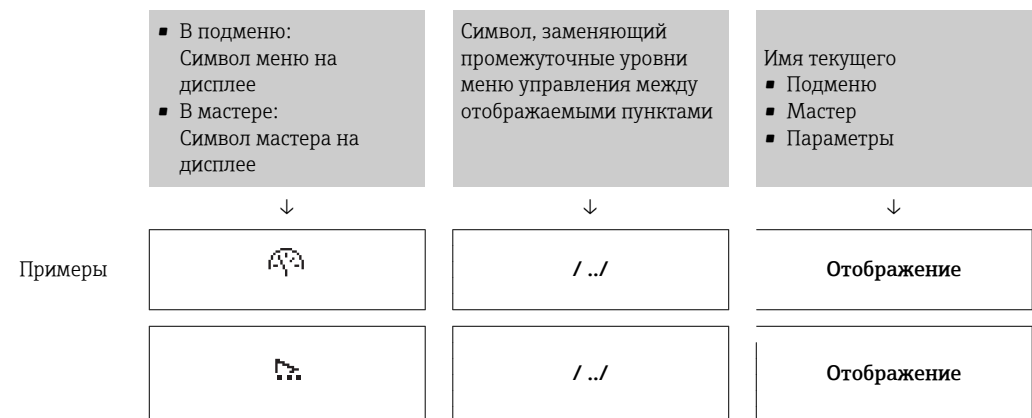 ▪ В подменю:
Символ меню на
дисплее
▪ В мастере:
Символ мастера на
дисплее
Символ, заменяющий
промежуточные уровни
меню управления между
отображаемыми пунктами
Имя текущего
▪ Подменю
▪ Мастер
▪ Параметры
↓ ↓ ↓
Примеры / ../ Отображение
/ ../ Отображение